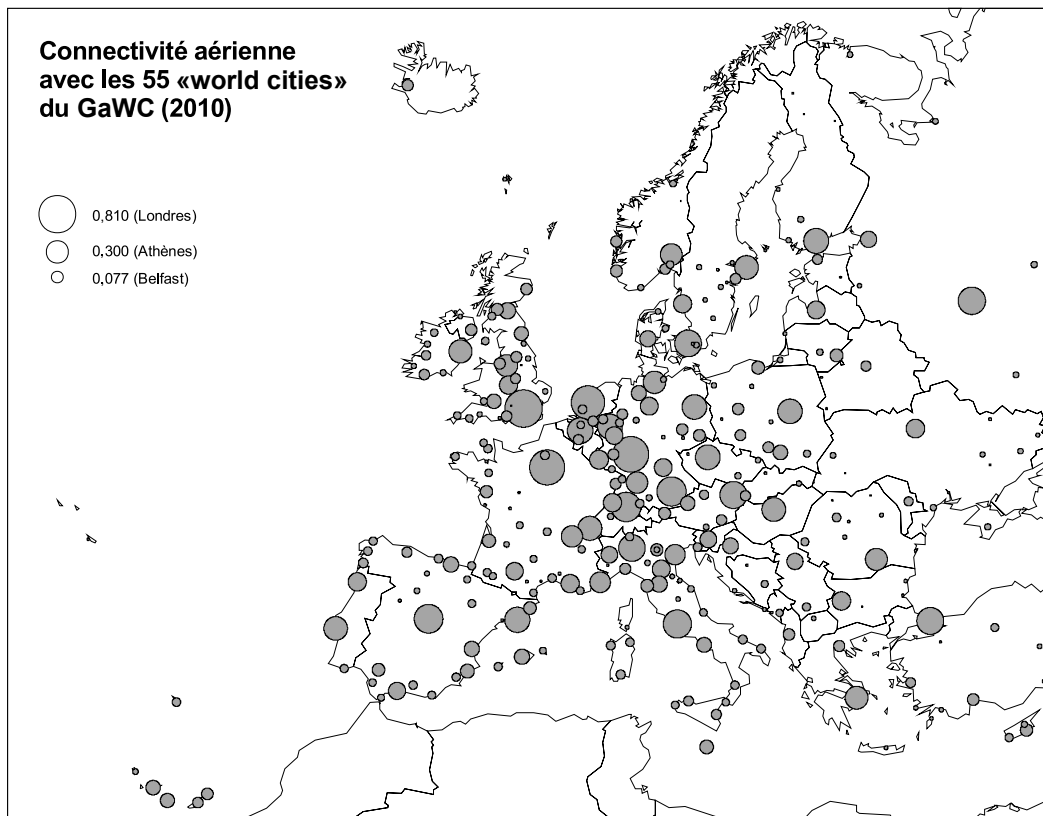 Connectivité aérienne
avec les 55 «world cities»
du GaWC (2010)
0,810 (Londres)
0,300 (Athènes)
0,077 (Belfast)